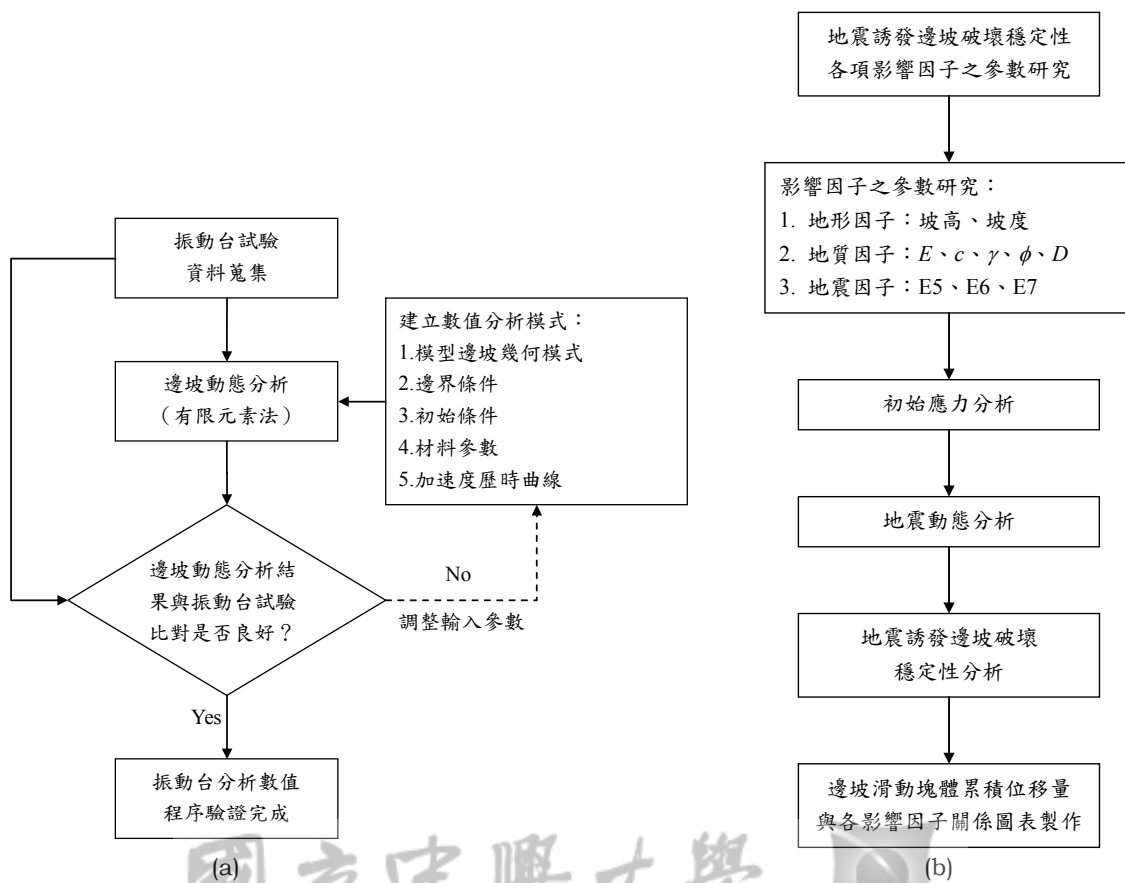 振動台試驗
資料蒐集
邊坡動態分析
（有限元素法）
建立數值分析模式：
1.模型邊坡幾何模式
2.邊界條件
3.初始條件
4.材料參數
5.加速度歷時曲線
邊坡動態分析結
果與振動台試驗
比對是否良好？
No
調整輸入參數
Yes
振動台分析數值
程序驗證完成
(a)
地震誘發邊坡破壞穩定性
各項影響因子之參數研究
影響因子之參數研究：
1. 地形因子：坡高、坡度
2. 地質因子：E、c、γ、ϕ、D
3. 地震因子：E5、E6、E7
初始應力分析
地震動態分析
地震誘發邊坡破壞
穩定性分析
邊坡滑動塊體累積位移量
與各影響因子關係圖表製作
(b)
國立中興大學